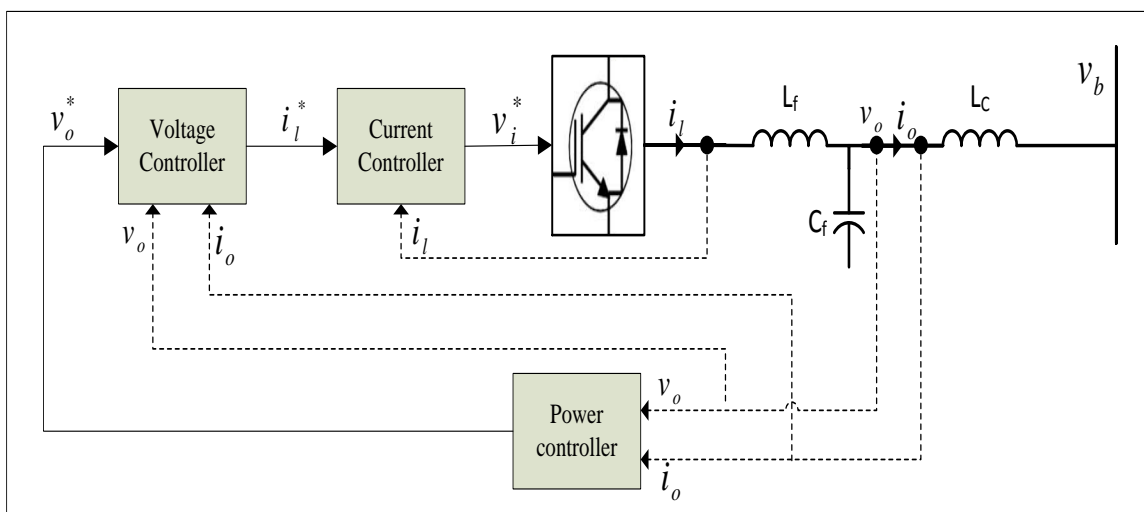 v_o^*
Voltage
Controller
i_l^*
Current
Controller
v_i^*
i_l
L_f
v_o
i_o
L_C
v_b
C_f
v_o
i_o
i_l
Power
controller
v_o
i_o